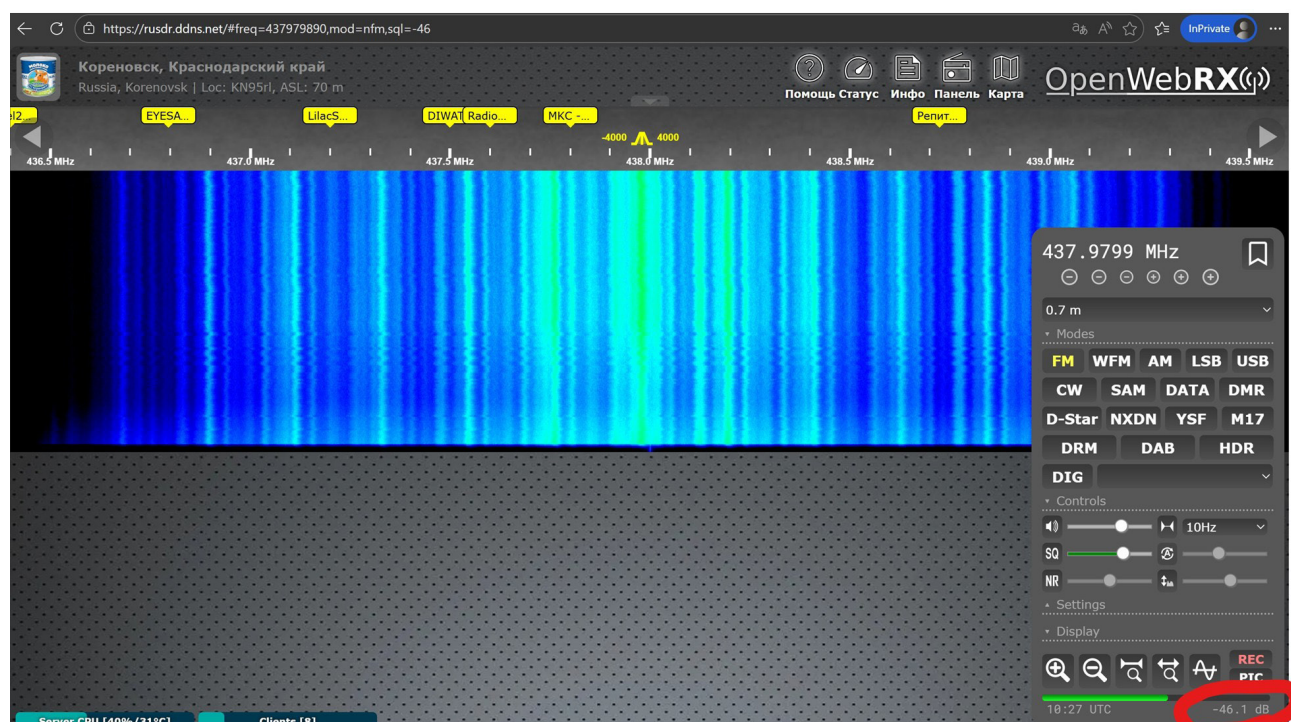 https://rusdr.ddns.net/#freq=437979890,mod=nfm,sql=-46
InPrivate
Кореновск, Краснодарский край
Russia, Korenovsk | Loc: KN95rl, ASL: 70 m
Помощь Статус Инфо Панель Карта
OpenWebRX
EYESA... LilacS... DIWAT Radio... МКС -... Репит...
-4000 4000
436.5 MHz 437.0 MHz 437.5 MHz 438.0 MHz 438.5 MHz 439.0 MHz 439.5 MHz
437.9799 MHz
0.7 m
Modes
FM WFM AM LSB USB
CW SAM DATA DMR
D-Star NXDN YSF M17
DRM DAB HDR
DIG
Controls
10Hz
SQ
NR
Settings
Display
REC
PIC
10:27 UTC -46.1 dB
Server CPU [40%/31°C] Clients [8]